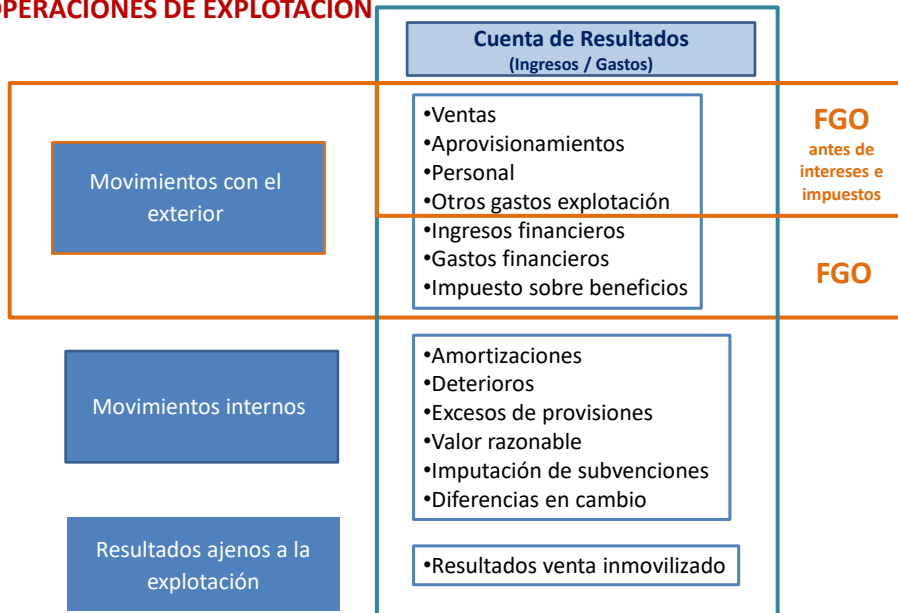 OPERACIONES DE EXPLOTACIÓN
Cuenta de Resultados
(Ingresos / Gastos)
Movimientos con el
exterior
•Ventas
•Aprovisionamientos
•Personal
•Otros gastos explotación
•Ingresos financieros
•Gastos financieros
•Impuesto sobre beneficios
FGO
antes de
intereses e
impuestos
FGO
Movimientos internos
•Amortizaciones
•Deterioros
•Excesos de provisiones
•Valor razonable
•Imputación de subvenciones
•Diferencias en cambio
Resultados ajenos a la
explotación
•Resultados venta inmovilizado